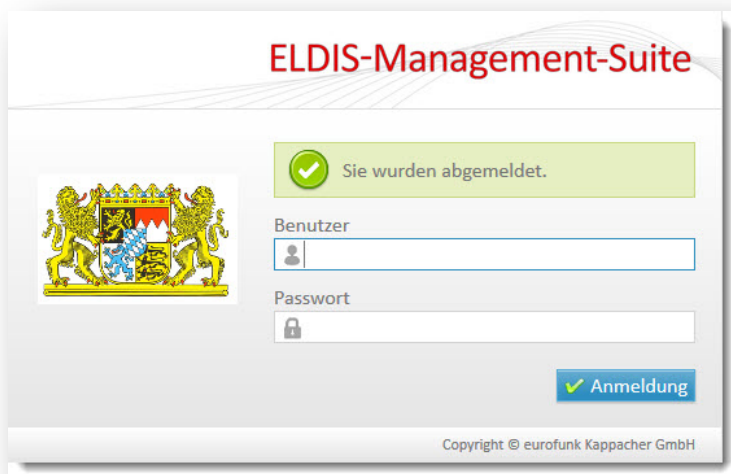 ELDIS-Management-Suite
Sie wurden abgemeldet.
Benutzer
Passwort
Anmeldung
Copyright © eurofunk Kappacher GmbH